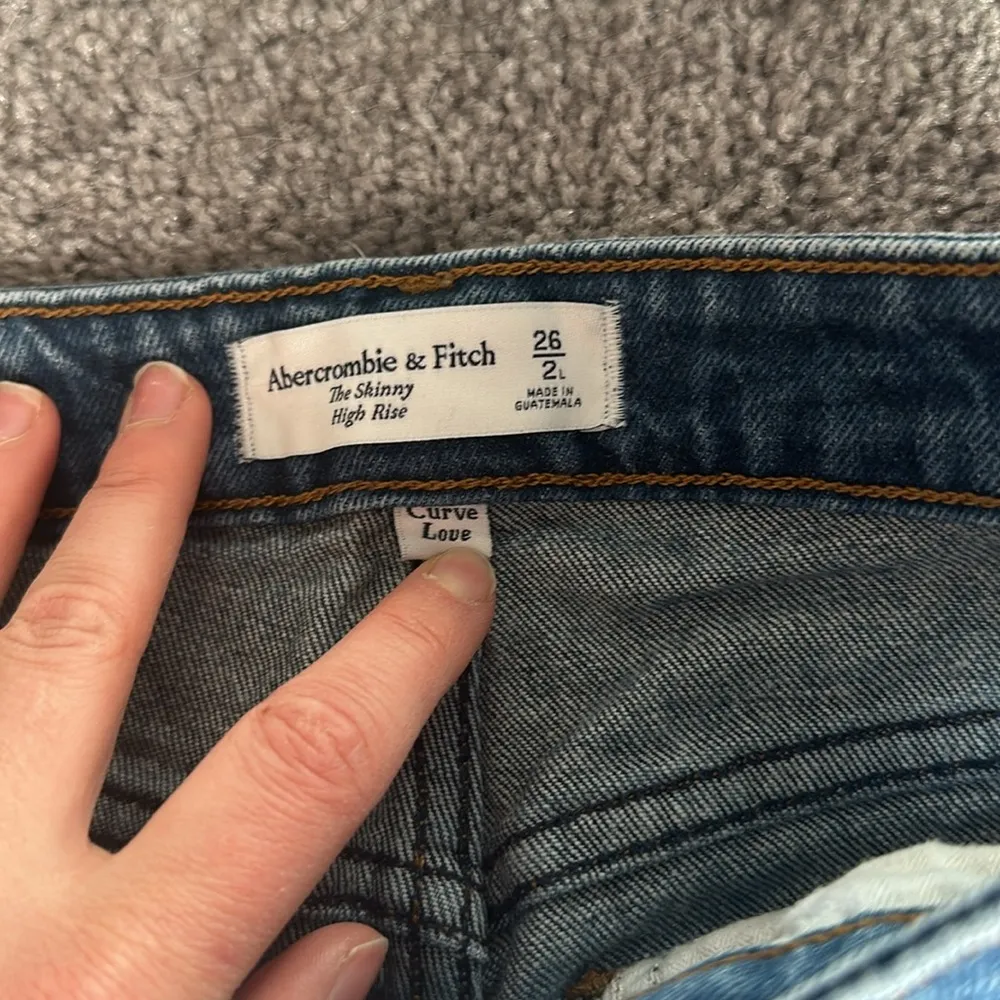 Abercrombie & Fitch
The Skinny
High Rise
26
2L
MADE IN
GUATEMALA
Curve
Love